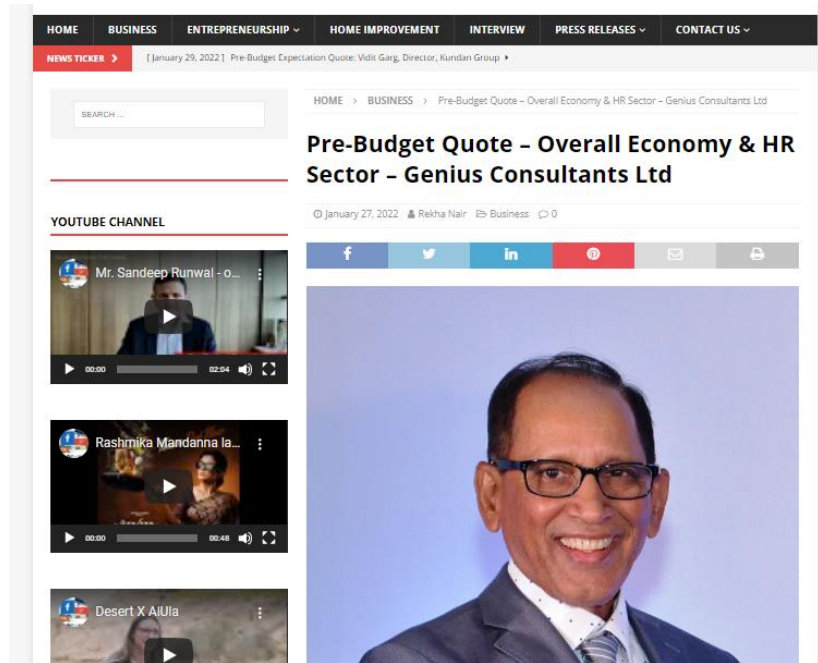 HOME BUSINESS ENTREPRENEURSHIP HOME IMPROVEMENT INTERVIEW PRESS RELEASES CONTACT US
NEWS TICKER [ January 29, 2022 ] Pre-Budget Expectation Quote: Vidit Garg, Director, Kundan Group
SEARCH ...
HOME > BUSINESS > Pre-Budget Quote – Overall Economy & HR Sector – Genius Consultants Ltd
Pre-Budget Quote – Overall Economy & HR
Sector – Genius Consultants Ltd
January 27, 2022 Rekha Nair Business 0
YOUTUBE CHANNEL
Mr. Sandeep Runwal - o...
00:00 02:04
Rashmika Mandanna la...
00:00 00:48
Desert X AlUla